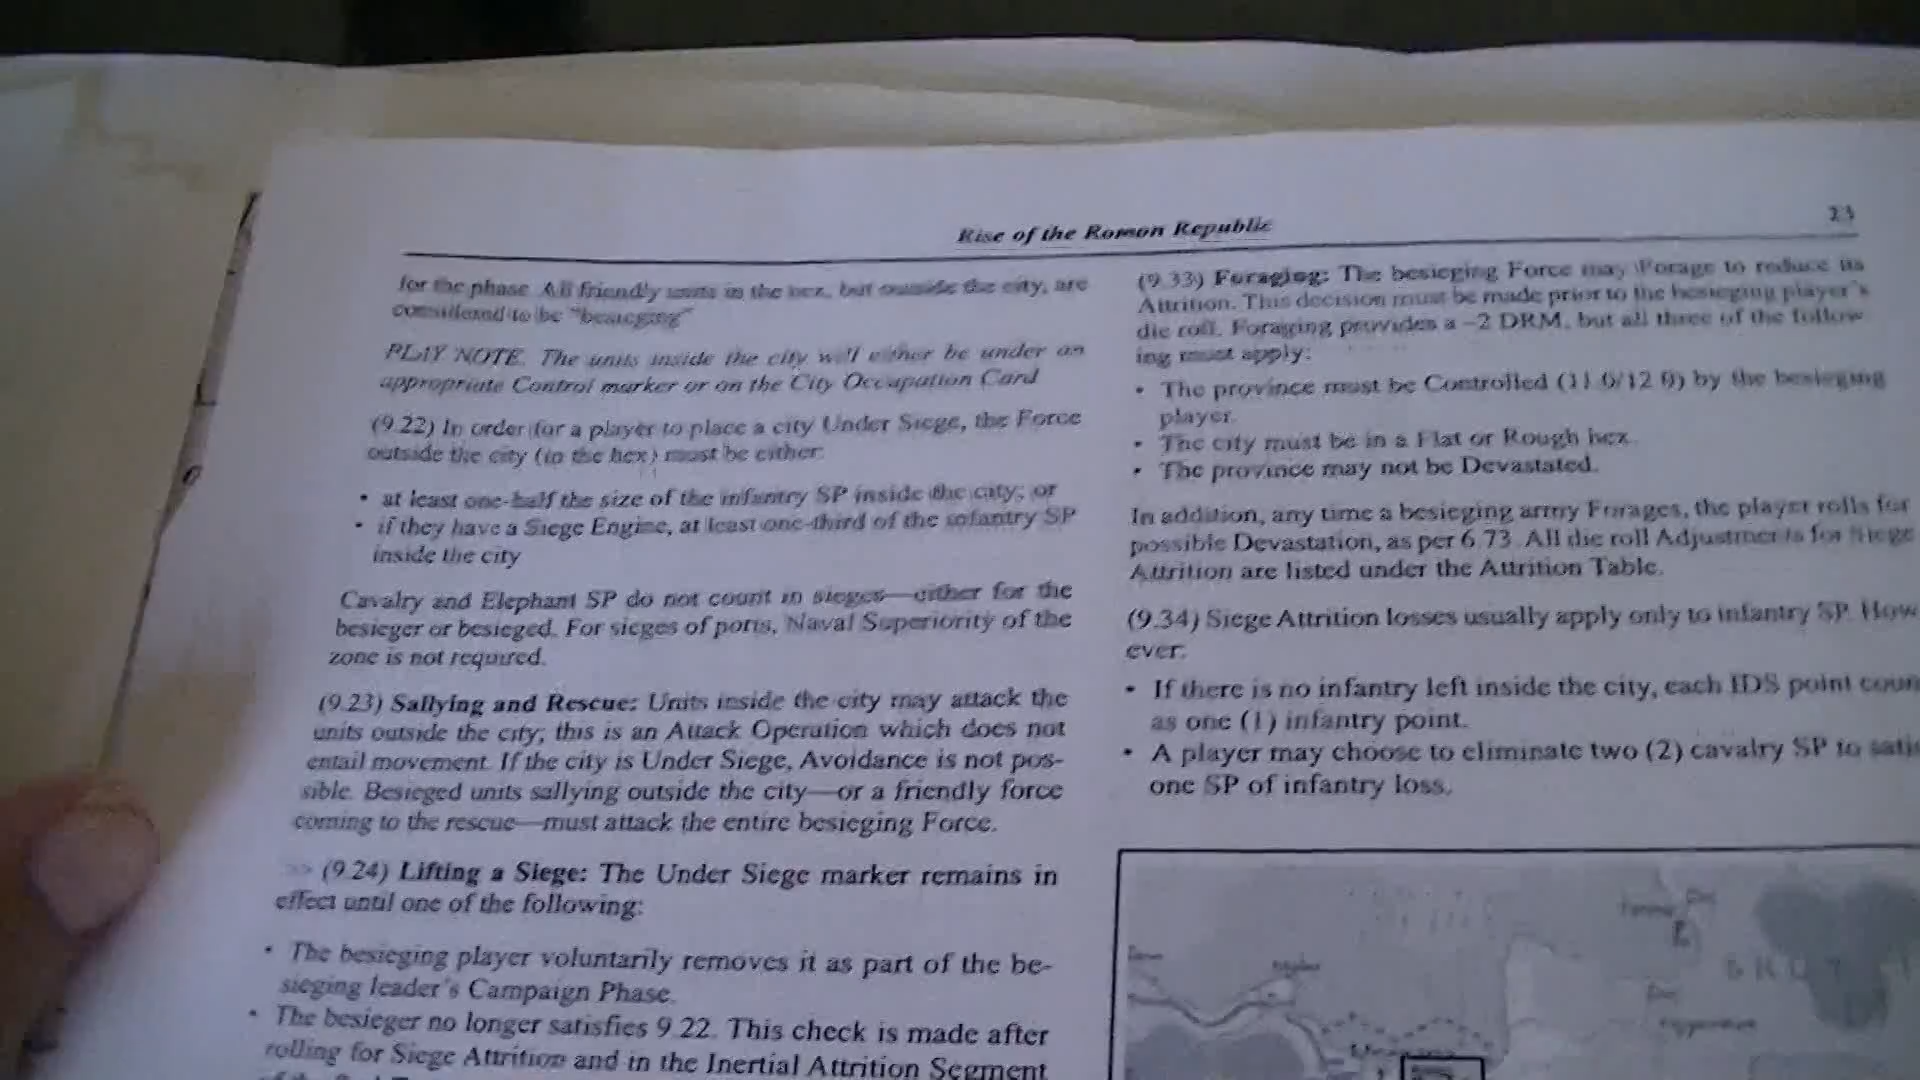 Rise of the Roman Republic
23
for the phase. All friendly units in the hex, but outside the city, are
considered to be "besieging"
PLAY NOTE. The units inside the city will either be under an
appropriate Control marker or on the City Occupation Card
(9.22) In order for a player to place a city Under Siege, the Force
outside the city (in the hex) must be either:
• at least one-half the size of the infantry SP inside the city; or
• if they have a Siege Engine, at least one-third of the infantry SP
inside the city
Cavalry and Elephant SP do not count in sieges—either for the
besieger or besieged. For sieges of ports, Naval Superiority of the
zone is not required.
(9.23) Sallying and Rescue: Units inside the city may attack the
units outside the city; this is an Attack Operation which does not
entail movement. If the city is Under Siege, Avoidance is not pos-
sible. Besieged units sallying outside the city—or a friendly force
coming to the rescue—must attack the entire besieging Force.
>> (9.24) Lifting a Siege: The Under Siege marker remains in
effect until one of the following:
• The besieging player voluntarily removes it as part of the be-
sieging leader's Campaign Phase.
• The besieger no longer satisfies 9.22. This check is made after
rolling for Siege Attrition and in the Inertial Attrition Segment
(9.33) Foraging: The besieging Force may Forage to reduce its
Attrition. This decision must be made prior to the besieging player's
die roll. Foraging provides a –2 DRM, but all three of the follow
ing must apply:
• The province must be Controlled (11.0/12.0) by the besieging
player.
• The city must be in a Flat or Rough hex.
• The province may not be Devastated.
In addition, any time a besieging army Forages, the player rolls for
possible Devastation, as per 6.73. All die roll Adjustments for Siege
Attrition are listed under the Attrition Table.
(9.34) Siege Attrition losses usually apply only to infantry SP. How
ever:
• If there is no infantry left inside the city, each IDS point coun
as one (1) infantry point.
• A player may choose to eliminate two (2) cavalry SP to satis
one SP of infantry loss.